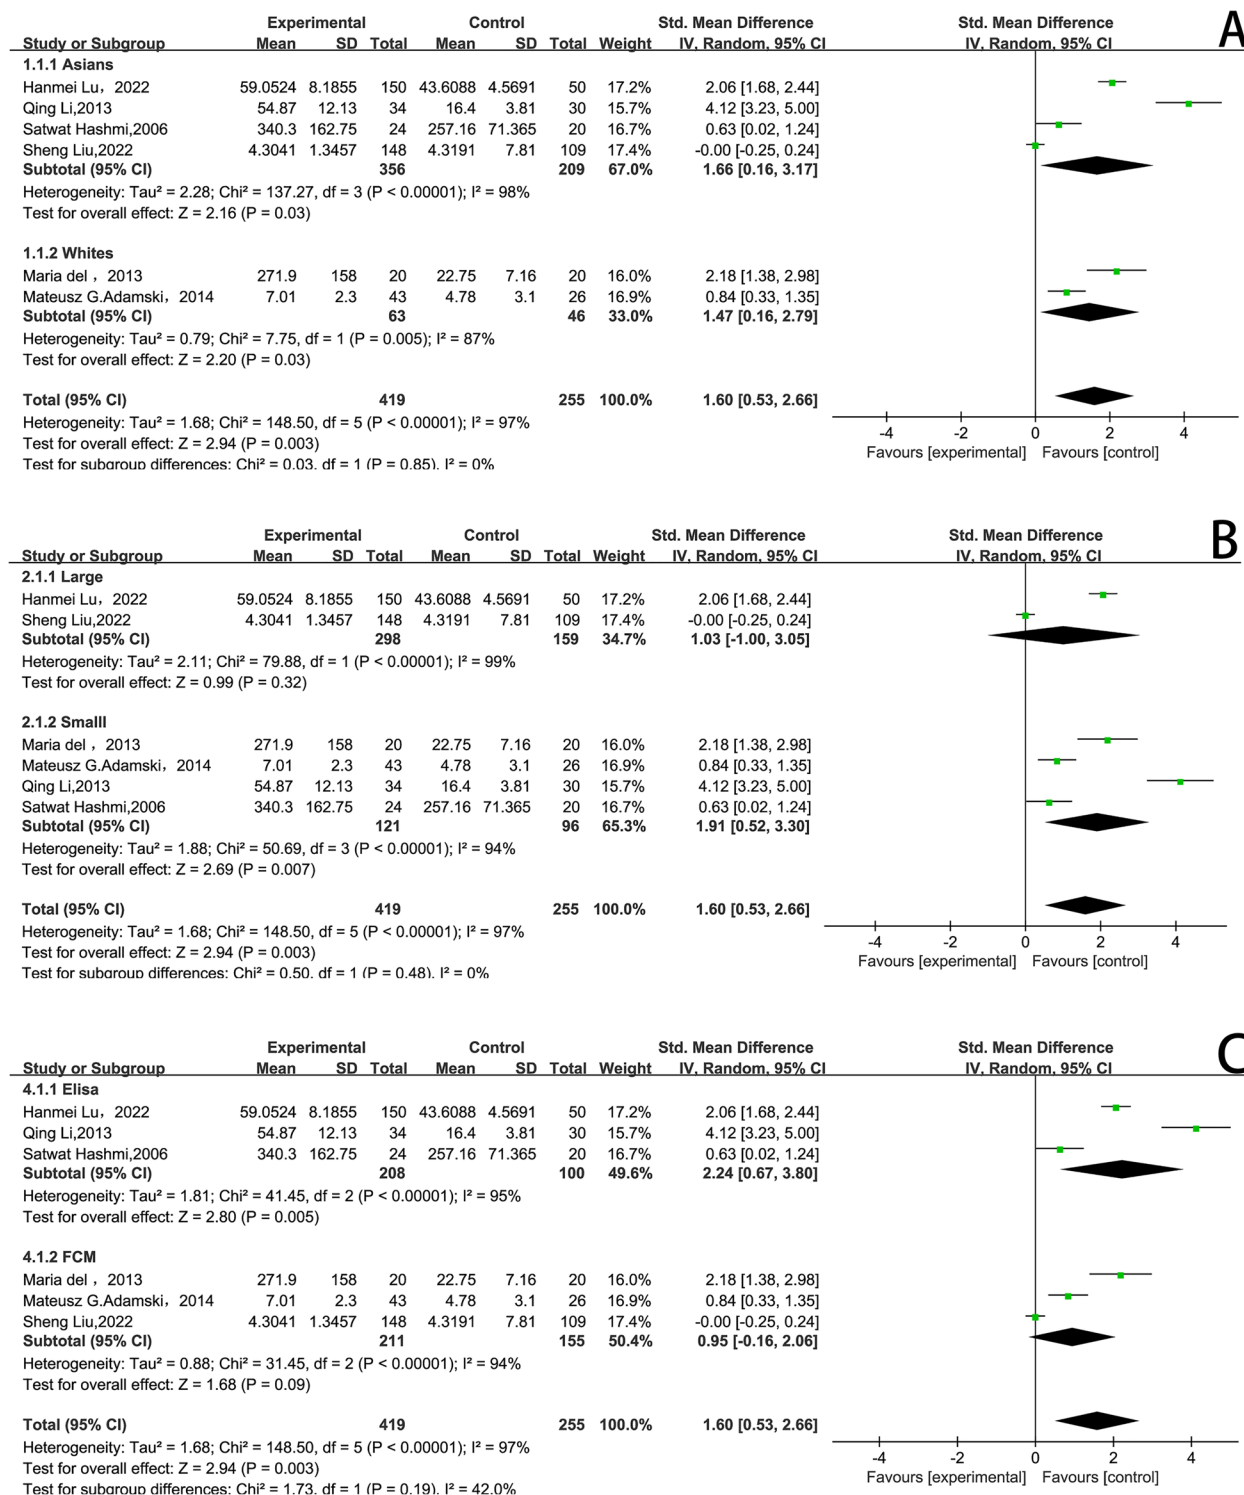 Experimental Control Std. Mean Difference Std. Mean Difference A
Study or Subgroup Mean SD Total Mean SD Total Weight IV, Random, 95% CI IV, Random, 95% CI
1.1.1 Asians
Hanmei Lu，2022 59.0524 8.1855 150 43.6088 4.5691 50 17.2% 2.06 [1.68, 2.44]
Qing Li,2013 54.87 12.13 34 16.4 3.81 30 15.7% 4.12 [3.23, 5.00]
Satwat Hashmi,2006 340.3 162.75 24 257.16 71.365 20 16.7% 0.63 [0.02, 1.24]
Sheng Liu,2022 4.3041 1.3457 148 4.3191 7.81 109 17.4% -0.00 [-0.25, 0.24]
Subtotal (95% CI) 356 209 67.0% 1.66 [0.16, 3.17]
Heterogeneity: Tau² = 2.28; Chi² = 137.27, df = 3 (P < 0.00001); I² = 98%
Test for overall effect: Z = 2.16 (P = 0.03)
1.1.2 Whites
Maria del，2013 271.9 158 20 22.75 7.16 20 16.0% 2.18 [1.38, 2.98]
Mateusz G.Adamski，2014 7.01 2.3 43 4.78 3.1 26 16.9% 0.84 [0.33, 1.35]
Subtotal (95% CI) 63 46 33.0% 1.47 [0.16, 2.79]
Heterogeneity: Tau² = 0.79; Chi² = 7.75, df = 1 (P = 0.005); I² = 87%
Test for overall effect: Z = 2.20 (P = 0.03)
Total (95% CI) 419 255 100.0% 1.60 [0.53, 2.66]
Heterogeneity: Tau² = 1.68; Chi² = 148.50, df = 5 (P < 0.00001); I² = 97%
Test for overall effect: Z = 2.94 (P = 0.003)
Test for subgroup differences: Chi² = 0.03, df = 1 (P = 0.85), I² = 0%
-4 -2 0 2 4
Favours [experimental] Favours [control]
Experimental Control Std. Mean Difference Std. Mean Difference B
Study or Subgroup Mean SD Total Mean SD Total Weight IV, Random, 95% CI IV, Random, 95% CI
2.1.1 Large
Hanmei Lu，2022 59.0524 8.1855 150 43.6088 4.5691 50 17.2% 2.06 [1.68, 2.44]
Sheng Liu,2022 4.3041 1.3457 148 4.3191 7.81 109 17.4% -0.00 [-0.25, 0.24]
Subtotal (95% CI) 298 159 34.7% 1.03 [-1.00, 3.05]
Heterogeneity: Tau² = 2.11; Chi² = 79.88, df = 1 (P < 0.00001); I² = 99%
Test for overall effect: Z = 0.99 (P = 0.32)
2.1.2 Smalll
Maria del，2013 271.9 158 20 22.75 7.16 20 16.0% 2.18 [1.38, 2.98]
Mateusz G.Adamski，2014 7.01 2.3 43 4.78 3.1 26 16.9% 0.84 [0.33, 1.35]
Qing Li,2013 54.87 12.13 34 16.4 3.81 30 15.7% 4.12 [3.23, 5.00]
Satwat Hashmi,2006 340.3 162.75 24 257.16 71.365 20 16.7% 0.63 [0.02, 1.24]
Subtotal (95% CI) 121 96 65.3% 1.91 [0.52, 3.30]
Heterogeneity: Tau² = 1.88; Chi² = 50.69, df = 3 (P < 0.00001); I² = 94%
Test for overall effect: Z = 2.69 (P = 0.007)
Total (95% CI) 419 255 100.0% 1.60 [0.53, 2.66]
Heterogeneity: Tau² = 1.68; Chi² = 148.50, df = 5 (P < 0.00001); I² = 97%
Test for overall effect: Z = 2.94 (P = 0.003)
Test for subgroup differences: Chi² = 0.50, df = 1 (P = 0.48), I² = 0%
-4 -2 0 2 4
Favours [experimental] Favours [control]
Experimental Control Std. Mean Difference Std. Mean Difference C
Study or Subgroup Mean SD Total Mean SD Total Weight IV, Random, 95% CI IV, Random, 95% CI
4.1.1 Elisa
Hanmei Lu，2022 59.0524 8.1855 150 43.6088 4.5691 50 17.2% 2.06 [1.68, 2.44]
Qing Li,2013 54.87 12.13 34 16.4 3.81 30 15.7% 4.12 [3.23, 5.00]
Satwat Hashmi,2006 340.3 162.75 24 257.16 71.365 20 16.7% 0.63 [0.02, 1.24]
Subtotal (95% CI) 208 100 49.6% 2.24 [0.67, 3.80]
Heterogeneity: Tau² = 1.81; Chi² = 41.45, df = 2 (P < 0.00001); I² = 95%
Test for overall effect: Z = 2.80 (P = 0.005)
4.1.2 FCM
Maria del，2013 271.9 158 20 22.75 7.16 20 16.0% 2.18 [1.38, 2.98]
Mateusz G.Adamski，2014 7.01 2.3 43 4.78 3.1 26 16.9% 0.84 [0.33, 1.35]
Sheng Liu,2022 4.3041 1.3457 148 4.3191 7.81 109 17.4% -0.00 [-0.25, 0.24]
Subtotal (95% CI) 211 155 50.4% 0.95 [-0.16, 2.06]
Heterogeneity: Tau² = 0.88; Chi² = 31.45, df = 2 (P < 0.00001); I² = 94%
Test for overall effect: Z = 1.68 (P = 0.09)
Total (95% CI) 419 255 100.0% 1.60 [0.53, 2.66]
Heterogeneity: Tau² = 1.68; Chi² = 148.50, df = 5 (P < 0.00001); I² = 97%
Test for overall effect: Z = 2.94 (P = 0.003)
Test for subgroup differences: Chi² = 1.73, df = 1 (P = 0.19), I² = 42.0%
-4 -2 0 2 4
Favours [experimental] Favours [control]